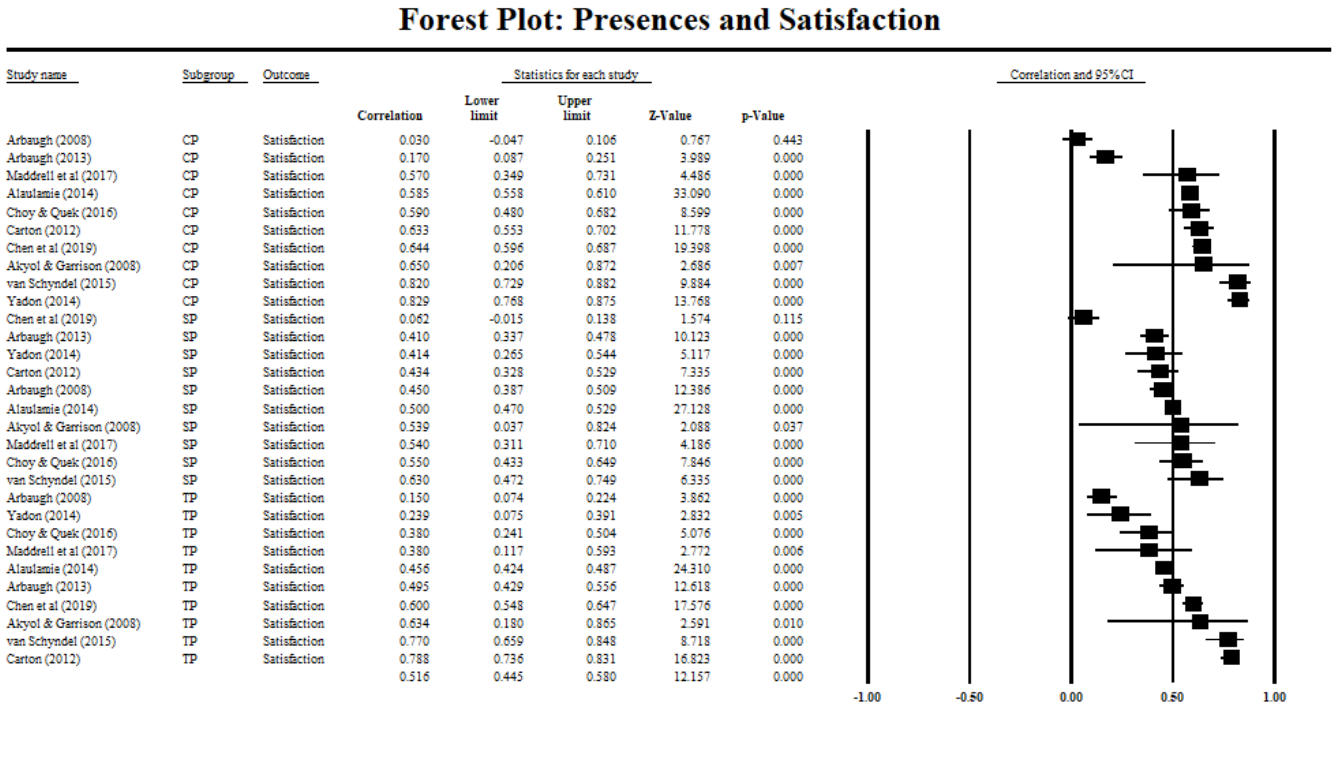 Forest Plot: Presences and Satisfaction
Study name Subgroup Outcome Statistics for each study Correlation and 95% CI
Correlation Lower limit Upper limit Z-Value p-Value
Arbaugh (2008) CP Satisfaction 0.030 -0.047 0.106 0.767 0.443
Arbaugh (2013) CP Satisfaction 0.170 0.087 0.251 3.989 0.000
Maddrell et al (2017) CP Satisfaction 0.570 0.349 0.731 4.486 0.000
Alaulamie (2014) CP Satisfaction 0.585 0.558 0.610 33.090 0.000
Choy & Quek (2016) CP Satisfaction 0.590 0.480 0.682 8.599 0.000
Carton (2012) CP Satisfaction 0.633 0.553 0.702 11.778 0.000
Chen et al (2019) CP Satisfaction 0.644 0.596 0.687 19.398 0.000
Akyol & Garrison (2008) CP Satisfaction 0.650 0.206 0.872 2.686 0.007
van Schyndel (2015) CP Satisfaction 0.820 0.729 0.882 9.884 0.000
Yadon (2014) CP Satisfaction 0.829 0.768 0.875 13.768 0.000
Chen et al (2019) SP Satisfaction 0.062 -0.015 0.138 1.574 0.115
Arbaugh (2013) SP Satisfaction 0.410 0.337 0.478 10.123 0.000
Yadon (2014) SP Satisfaction 0.414 0.265 0.544 5.117 0.000
Carton (2012) SP Satisfaction 0.434 0.328 0.529 7.335 0.000
Arbaugh (2008) SP Satisfaction 0.450 0.387 0.509 12.386 0.000
Alaulamie (2014) SP Satisfaction 0.500 0.470 0.529 27.128 0.000
Akyol & Garrison (2008) SP Satisfaction 0.539 0.037 0.824 2.088 0.037
Maddrell et al (2017) SP Satisfaction 0.540 0.311 0.710 4.186 0.000
Choy & Quek (2016) SP Satisfaction 0.550 0.433 0.649 7.846 0.000
van Schyndel (2015) SP Satisfaction 0.630 0.472 0.749 6.335 0.000
Arbaugh (2008) TP Satisfaction 0.150 0.074 0.224 3.862 0.000
Yadon (2014) TP Satisfaction 0.239 0.075 0.391 2.832 0.005
Choy & Quek (2016) TP Satisfaction 0.380 0.241 0.504 5.076 0.000
Maddrell et al (2017) TP Satisfaction 0.380 0.117 0.593 2.772 0.006
Alaulamie (2014) TP Satisfaction 0.456 0.424 0.487 24.310 0.000
Arbaugh (2013) TP Satisfaction 0.495 0.429 0.556 12.618 0.000
Chen et al (2019) TP Satisfaction 0.600 0.548 0.647 17.576 0.000
Akyol & Garrison (2008) TP Satisfaction 0.634 0.180 0.865 2.591 0.010
van Schyndel (2015) TP Satisfaction 0.770 0.659 0.848 8.718 0.000
Carton (2012) TP Satisfaction 0.788 0.736 0.831 16.823 0.000
0.516 0.445 0.580 12.157 0.000
-1.00 -0.50 0.00 0.50 1.00